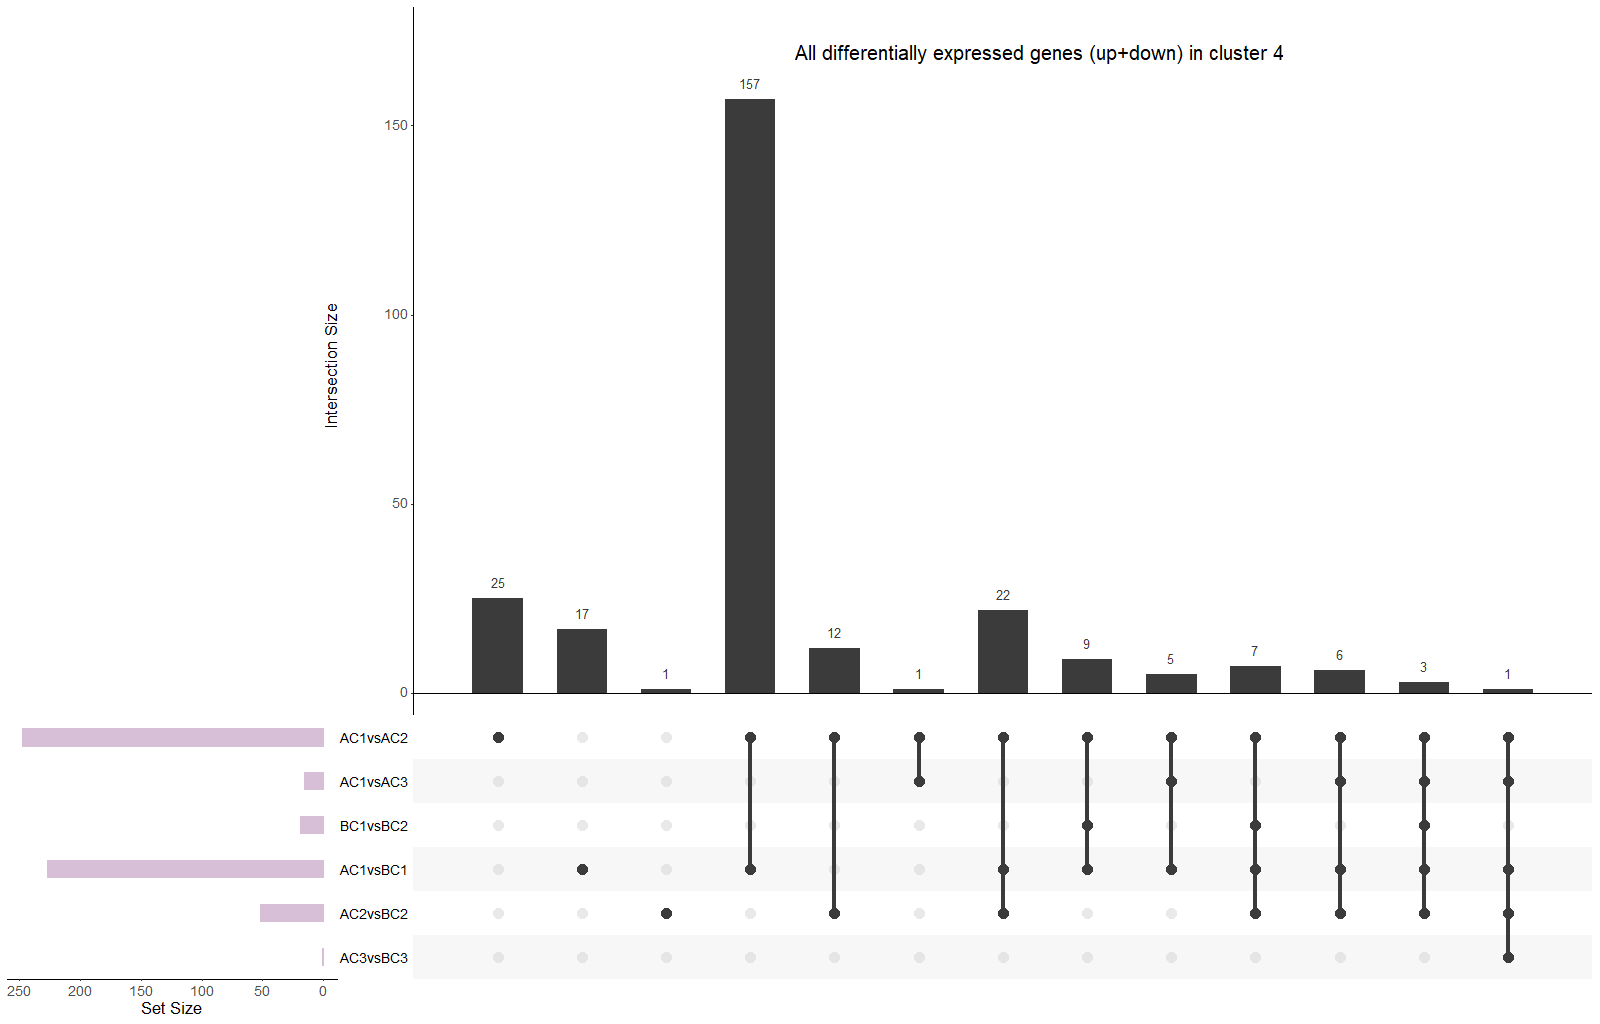 All differentially expressed genes (up+down) in cluster 4
Intersection Size
150
100
50
0
157
25
17
1
12
1
22
9
5
7
6
3
1
AC1vsAC2
AC1vsAC3
BC1vsBC2
AC1vsBC1
AC2vsBC2
AC3vsBC3
250 200 150 100 50 0
Set Size